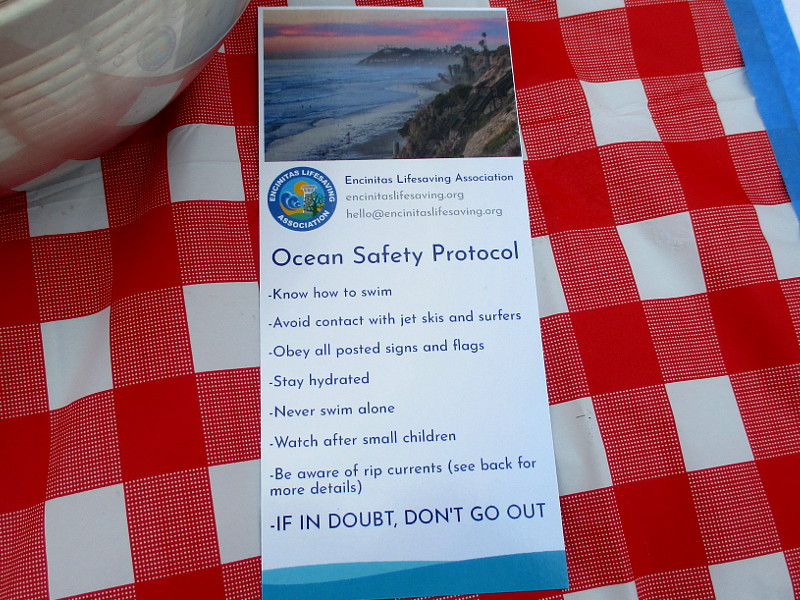 ENCINITAS LIFESAVING
ASSOCIATION
Encinitas Lifesaving Association
encinitaslifesaving.org
hello@encinitaslifesaving.org
Ocean Safety Protocol
-Know how to swim
-Avoid contact with jet skis and surfers
-Obey all posted signs and flags
-Stay hydrated
-Never swim alone
-Watch after small children
-Be aware of rip currents (see back for
more details)
-IF IN DOUBT, DON'T GO OUT